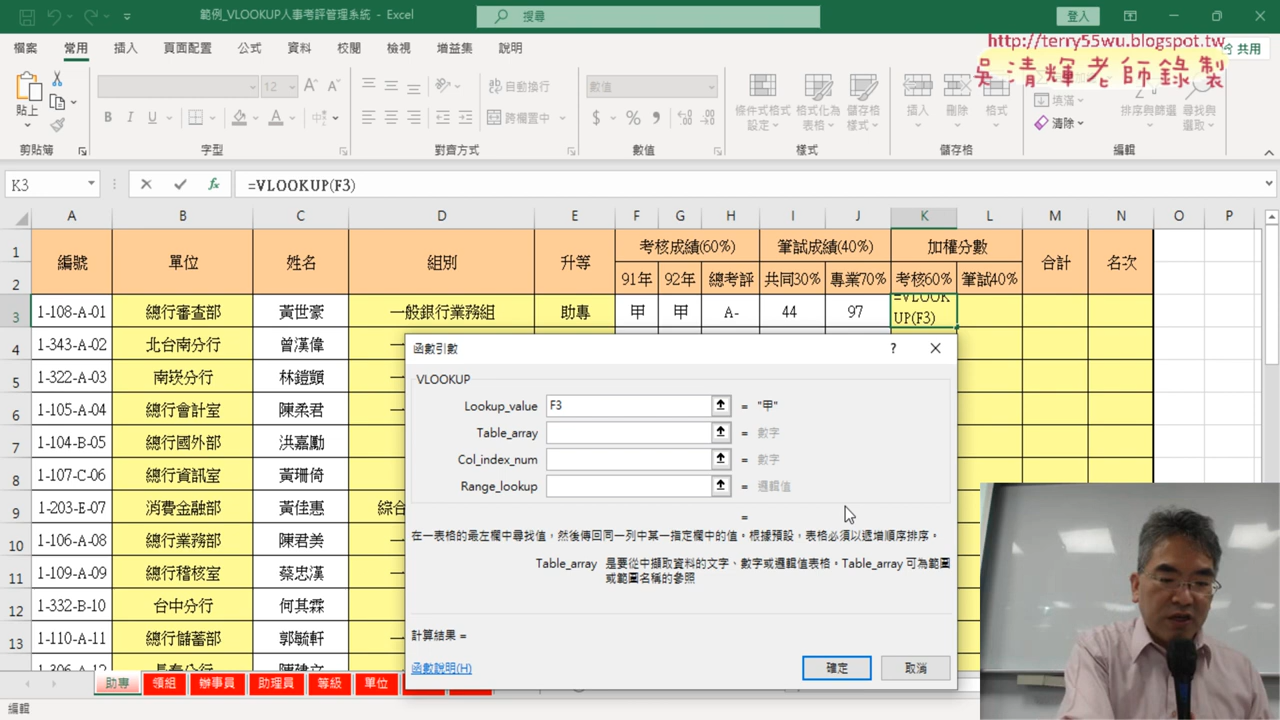 範例_VLOOKUP人事考評管理系統 - Excel
搜尋
登入
檔案 常用 插入 頁面配置 公式 資料 校閱 檢視 增益集 說明
共用
http://terry55wu.blogspot.tw
吳清輝老師錄製
貼上
12
B I U
自動換行
跨欄置中
數值
條件式格式設定
格式化為表格
儲存格樣式
插入 刪除 格式
填滿
清除
排序與篩選
尋找與選取
剪貼簿 字型 對齊方式 數值 樣式 儲存格 編輯
K3
=VLOOKUP(F3)
A B C D E F G H I J K L M N O P
1 編號 單位 姓名 組別 升等 考核成績(60%) 筆試成績(40%) 加權分數 合計 名次
2 91年 92年 總考評 共同30% 專業70% 考核60% 筆試40%
3 1-108-A-01 總行審查部 黃世豪 一般銀行業務組 助專 甲 甲 A- 44 97 =VLOOKUP(F3)
4 1-343-A-02 北台南分行 曾漢偉
5 1-322-A-03 南崁分行 林鎧顗
6 1-105-A-04 總行會計室 陳柔君
7 1-104-B-05 總行國外部 洪嘉勵
8 1-107-C-06 總行資訊室 黃珊倚
9 1-203-E-07 消費金融部 黃佳惠 綜合
10 1-106-A-08 總行業務部 陳君美
11 1-109-A-09 總行稽核室 蔡忠漢
12 1-332-B-10 台中分行 何其霖
13 1-110-A-11 總行儲蓄部 郭毓軒
函數引數
? ×
VLOOKUP
Lookup_value F3 = "甲"
Table_array = 數字
Col_index_num = 數字
Range_lookup = 邏輯值
=
在一表格的最左欄中尋找值，然後傳回同一列中某一指定欄中的值。根據預設，表格必須以遞增順序排序。
Table_array 是要從中擷取資料的文字、數字或邏輯值表格。Table_array 可為範圍或範圍名稱的參照
計算結果 =
函數說明(H)
確定 取消
助專 領組 辦事員 助理員 等級 單位
編輯